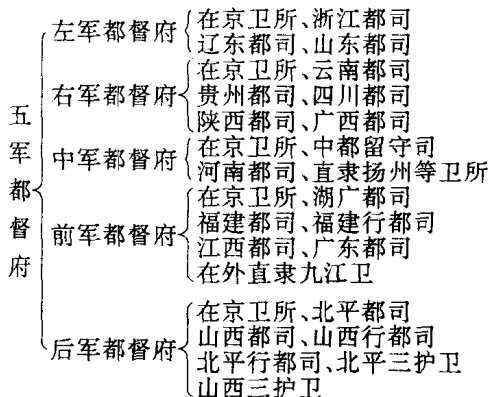 五军都督府
左军都督府
在京卫所、浙江都司
辽东都司、山东都司
右军都督府
在京卫所、云南都司
贵州都司、四川都司
陕西都司、广西都司
中军都督府
在京卫所、中都留守司
河南都司、直隶扬州等卫所
前军都督府
在京卫所、湖广都司
福建都司、福建行都司
江西都司、广东都司
在外直隶九江卫
后军都督府
在京卫所、北平都司
山西都司、山西行都司
北平行都司、北平三护卫
山西三护卫